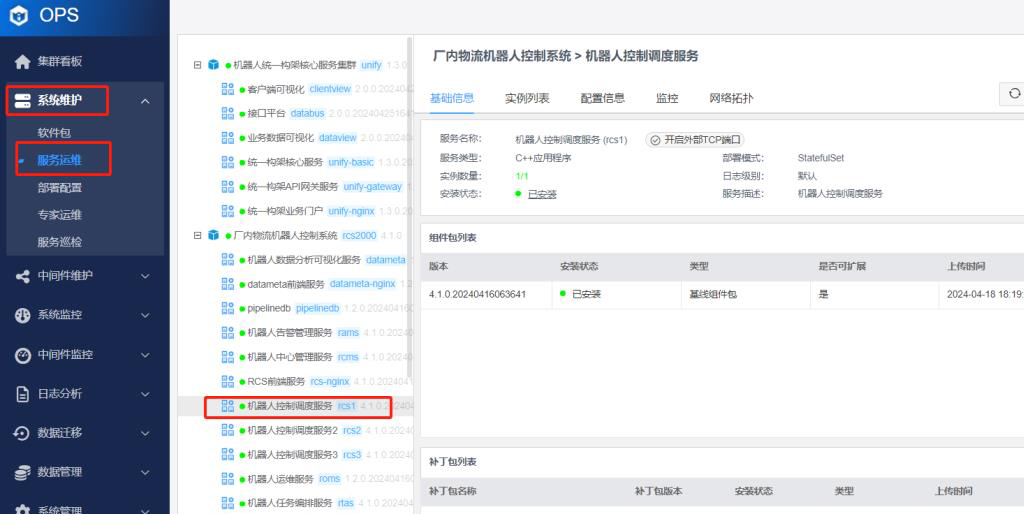 OPS
集群看板
系统维护
软件包
服务运维
部署配置
专家运维
服务巡检
中间件维护
系统监控
中间件监控
日志分析
数据迁移
数据管理
系统管理
机器人统一构架核心服务集群 unify 1.3.0
客户端可视化 clientview 2.0.0.202404
接口平台 databus 2.0.0.2024042516
业务数据可视化 dataview 2.0.0.2024
统一构架核心服务 unify-basic 1.3.0.20
统一构架API网关服务 unify-gateway 1
统一构架业务门户 unify-nginx 1.3.0.20
厂内物流机器人控制系统 rcs2000 4.1.0
机器人数据分析可视化服务 datameta
datameta前端服务 datameta-nginx 1.2
pipelinedb pipelinedb 1.2.0.20240416
机器人告警管理服务 rams 4.1.0.20240
机器人中心管理服务 rcms 4.1.0.20240
RCS前端服务 rcs-nginx 4.1.0.202404
机器人控制调度服务 rcs1 4.1.0.202404
机器人控制调度服务2 rcs2 4.1.0.2024
机器人控制调度服务3 rcs3 4.1.0.2024
机器人运维服务 roms 1.2.0.20240416
机器人任务编排服务 rtas 4.1.0.20240
厂内物流机器人控制系统 > 机器人控制调度服务
基础信息 实例列表 配置信息 监控 网络拓扑
服务名称: 机器人控制调度服务 (rcs1) 开启外部TCP端口
服务类型: C++应用程序 部署模式: StatefulSet
实例数量: 1/1 日志级别: 默认
安装状态: 已安装 服务描述: 机器人控制调度服务
组件包列表
版本 安装状态 类型 是否可扩展 上传时间
4.1.0.20240416063641 已安装 基线组件包 是 2024-04-18 18:19:
补丁包列表
补丁包名称 补丁包版本 安装状态 类型 上传时间